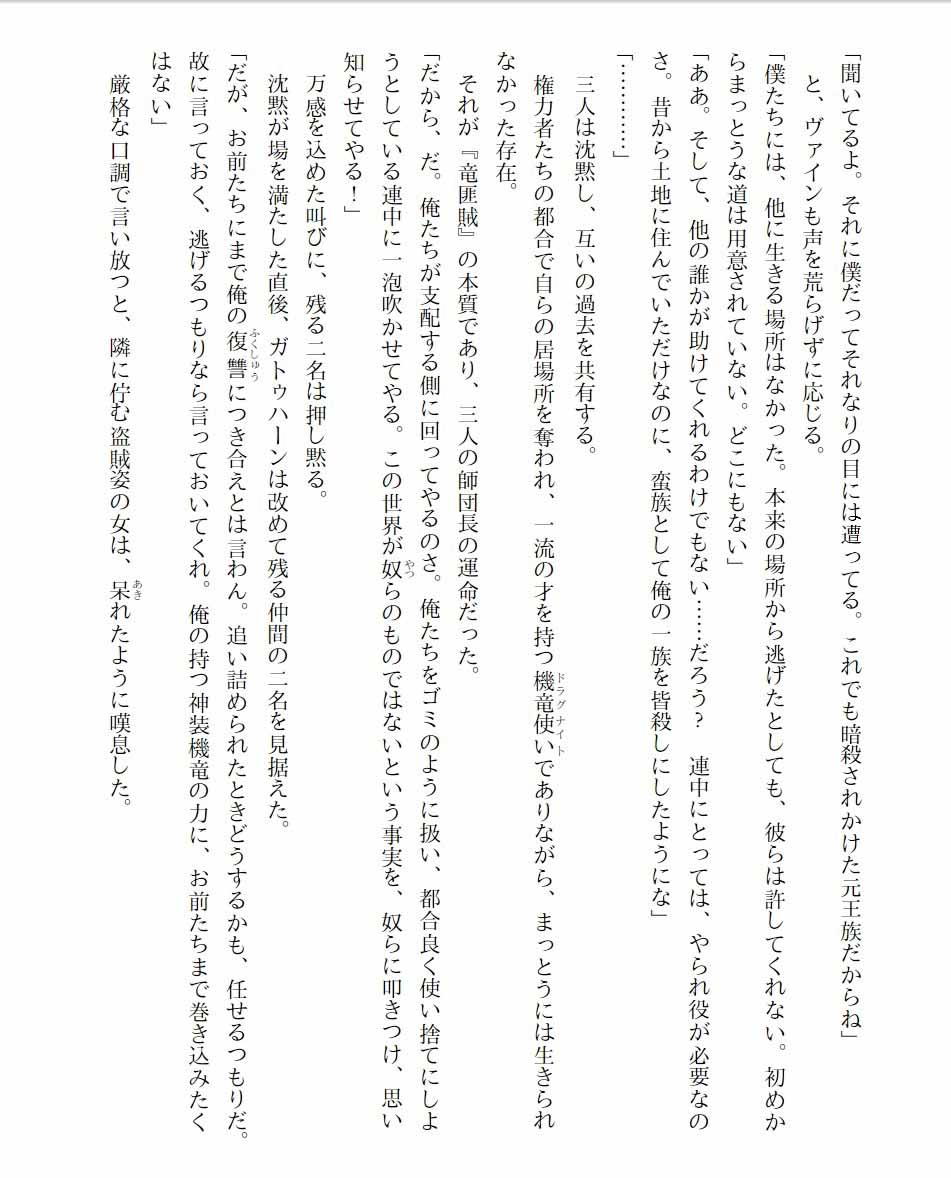 「聞いてるよ。それに僕だってそれなりの目には遭ってる。これでも暗殺されかけた元王族だからね」
と、ヴァインも声を荒らげずに応じる。
「僕たちには、他に生きる場所はなかった。本来の場所から逃げたとしても、彼らは許してくれない。初めか
らまっとうな道は用意されていない。どこにもない」
「ああ。そして、他の誰かが助けてくれるわけでもない……だろう？　連中にとっては、やられ役が必要なの
さ。昔から土地に住んでいただけなのに、蛮族として俺の一族を皆殺しにしたようにな」
「…………」
三人は沈黙し、互いの過去を共有する。
権力者たちの都合で自らの居場所を奪われ、一流の才を持つ機竜使いでありながら、まっとうには生きられ
ドラグナイト
なかった存在。
それが『竜匪賊』の本質であり、三人の師団長の運命だった。
「だから、だ。俺たちが支配する側に回ってやるのさ。俺たちをゴミのように扱い、都合良く使い捨てにしよ
うとしている連中に一泡吹かせてやる。この世界が奴らのものではないという事実を、奴らに叩きつけ、思い
やつ
知らせてやる！」
万感を込めた叫びに、残る二名は押し黙る。
沈黙が場を満たした直後、ガトゥハーンは改めて残る仲間の二名を見据えた。
「だが、お前たちにまで俺の復讐につき合えとは言わん。追い詰められたときどうするかも、任せるつもりだ。
ふくしゅう
故に言っておく、逃げるつもりなら言っておいてくれ。俺の持つ神装機竜の力に、お前たちまで巻き込みたく
はない」
厳格な口調で言い放つと、隣に佇む盗賊姿の女は、呆れたように嘆息した。
あき